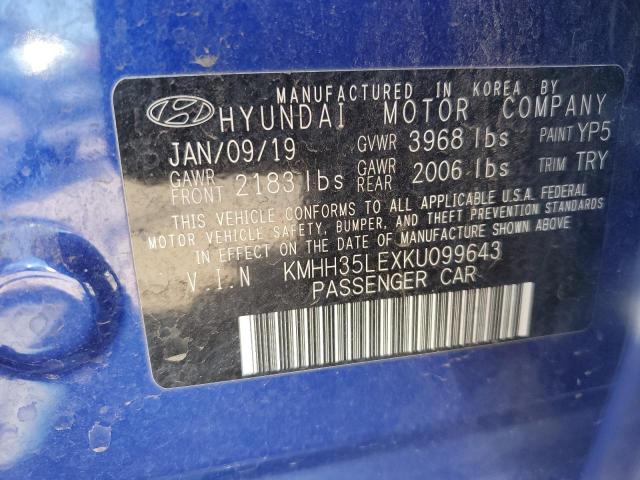 MANUFACTURED IN KOREA BY
HYUNDAI MOTOR COMPANY
JAN/09/19 GVWR 3968 lbs PAINT YP5
GAWR FRONT 2183 lbs GAWR REAR 2006 lbs TRIM TRY
THIS VEHICLE CONFORMS TO ALL APPLICABLE U.S.A. FEDERAL
MOTOR VEHICLE SAFETY, BUMPER, AND THEFT PREVENTION STANDARDS
IN EFFECT ON THE DATE OF MANUFACTURE SHOWN ABOVE.
V.I.N KMHH35LEXKU099643
PASSENGER CAR